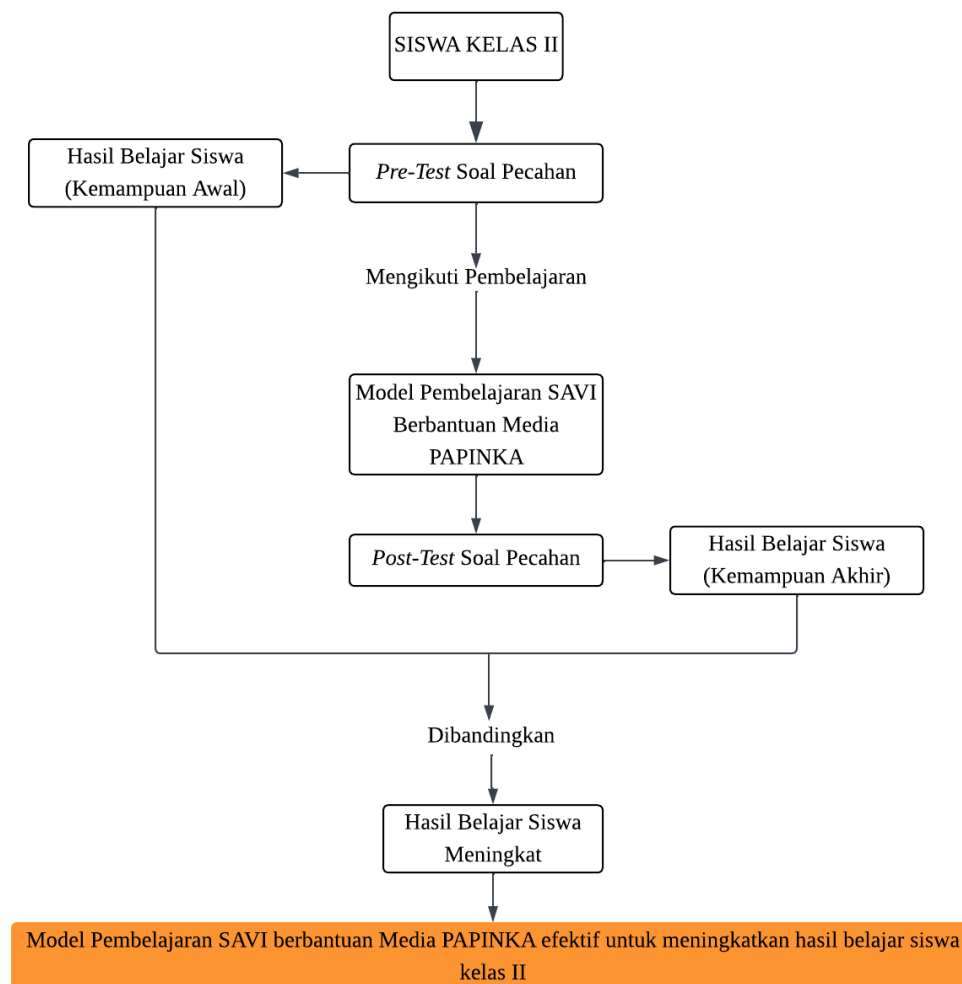 SISWA KELAS II
Hasil Belajar Siswa
(Kemampuan Awal)
Pre-Test Soal Pecahan
Mengikuti Pembelajaran
Model Pembelajaran SAVI
Berbantuan Media
PAPINKA
Post-Test Soal Pecahan
Hasil Belajar Siswa
(Kemampuan Akhir)
Dibandingkan
Hasil Belajar Siswa
Meningkat
Model Pembelajaran SAVI berbantuan Media PAPINKA efektif untuk meningkatkan hasil belajar siswa
kelas II